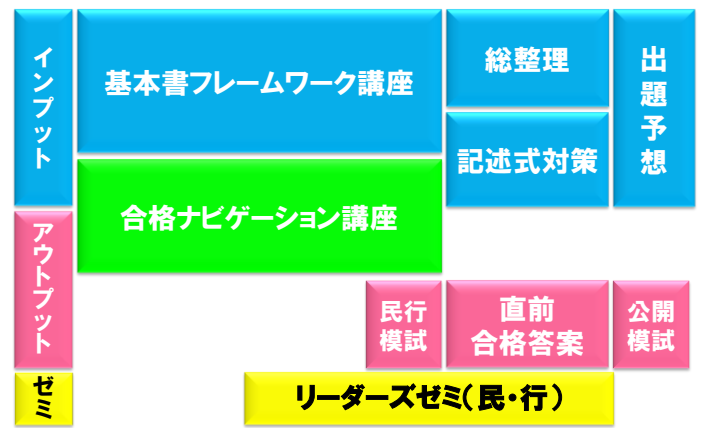 インプット
基本書フレームワーク講座
総整理
記述式対策
出題予想
合格ナビゲーション講座
アウトプット
民行
模試
直前
合格答案
公開
模試
ゼミ
リーダーズゼミ(民・行)